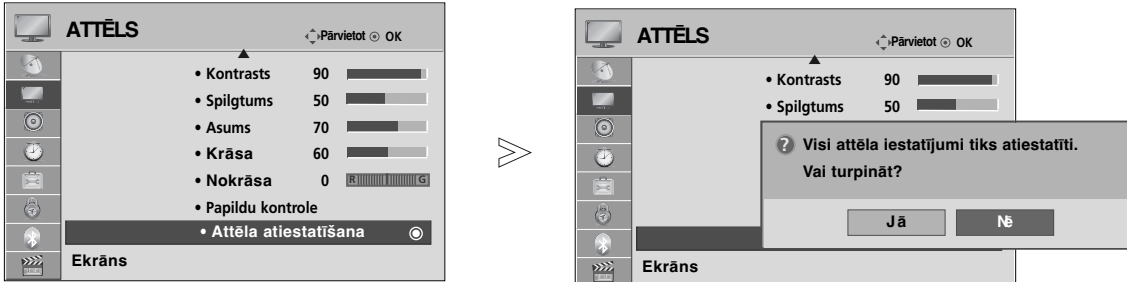 ATTĒLS
Pārvietot OK
• Kontrasts 90
• Spilgtums 50
• Asums 70
• Krāsa 60
• Nokrāsa 0 R G
• Papildu kontrole
• Attēla atiestatīšana
Ekrāns
ATTĒLS
Pārvietot OK
• Kontrasts 90
• Spilgtums 50
? Visi attēla iestatījumi tiks atiestatīti.
Vai turpināt?
Jā Nē
Ekrāns